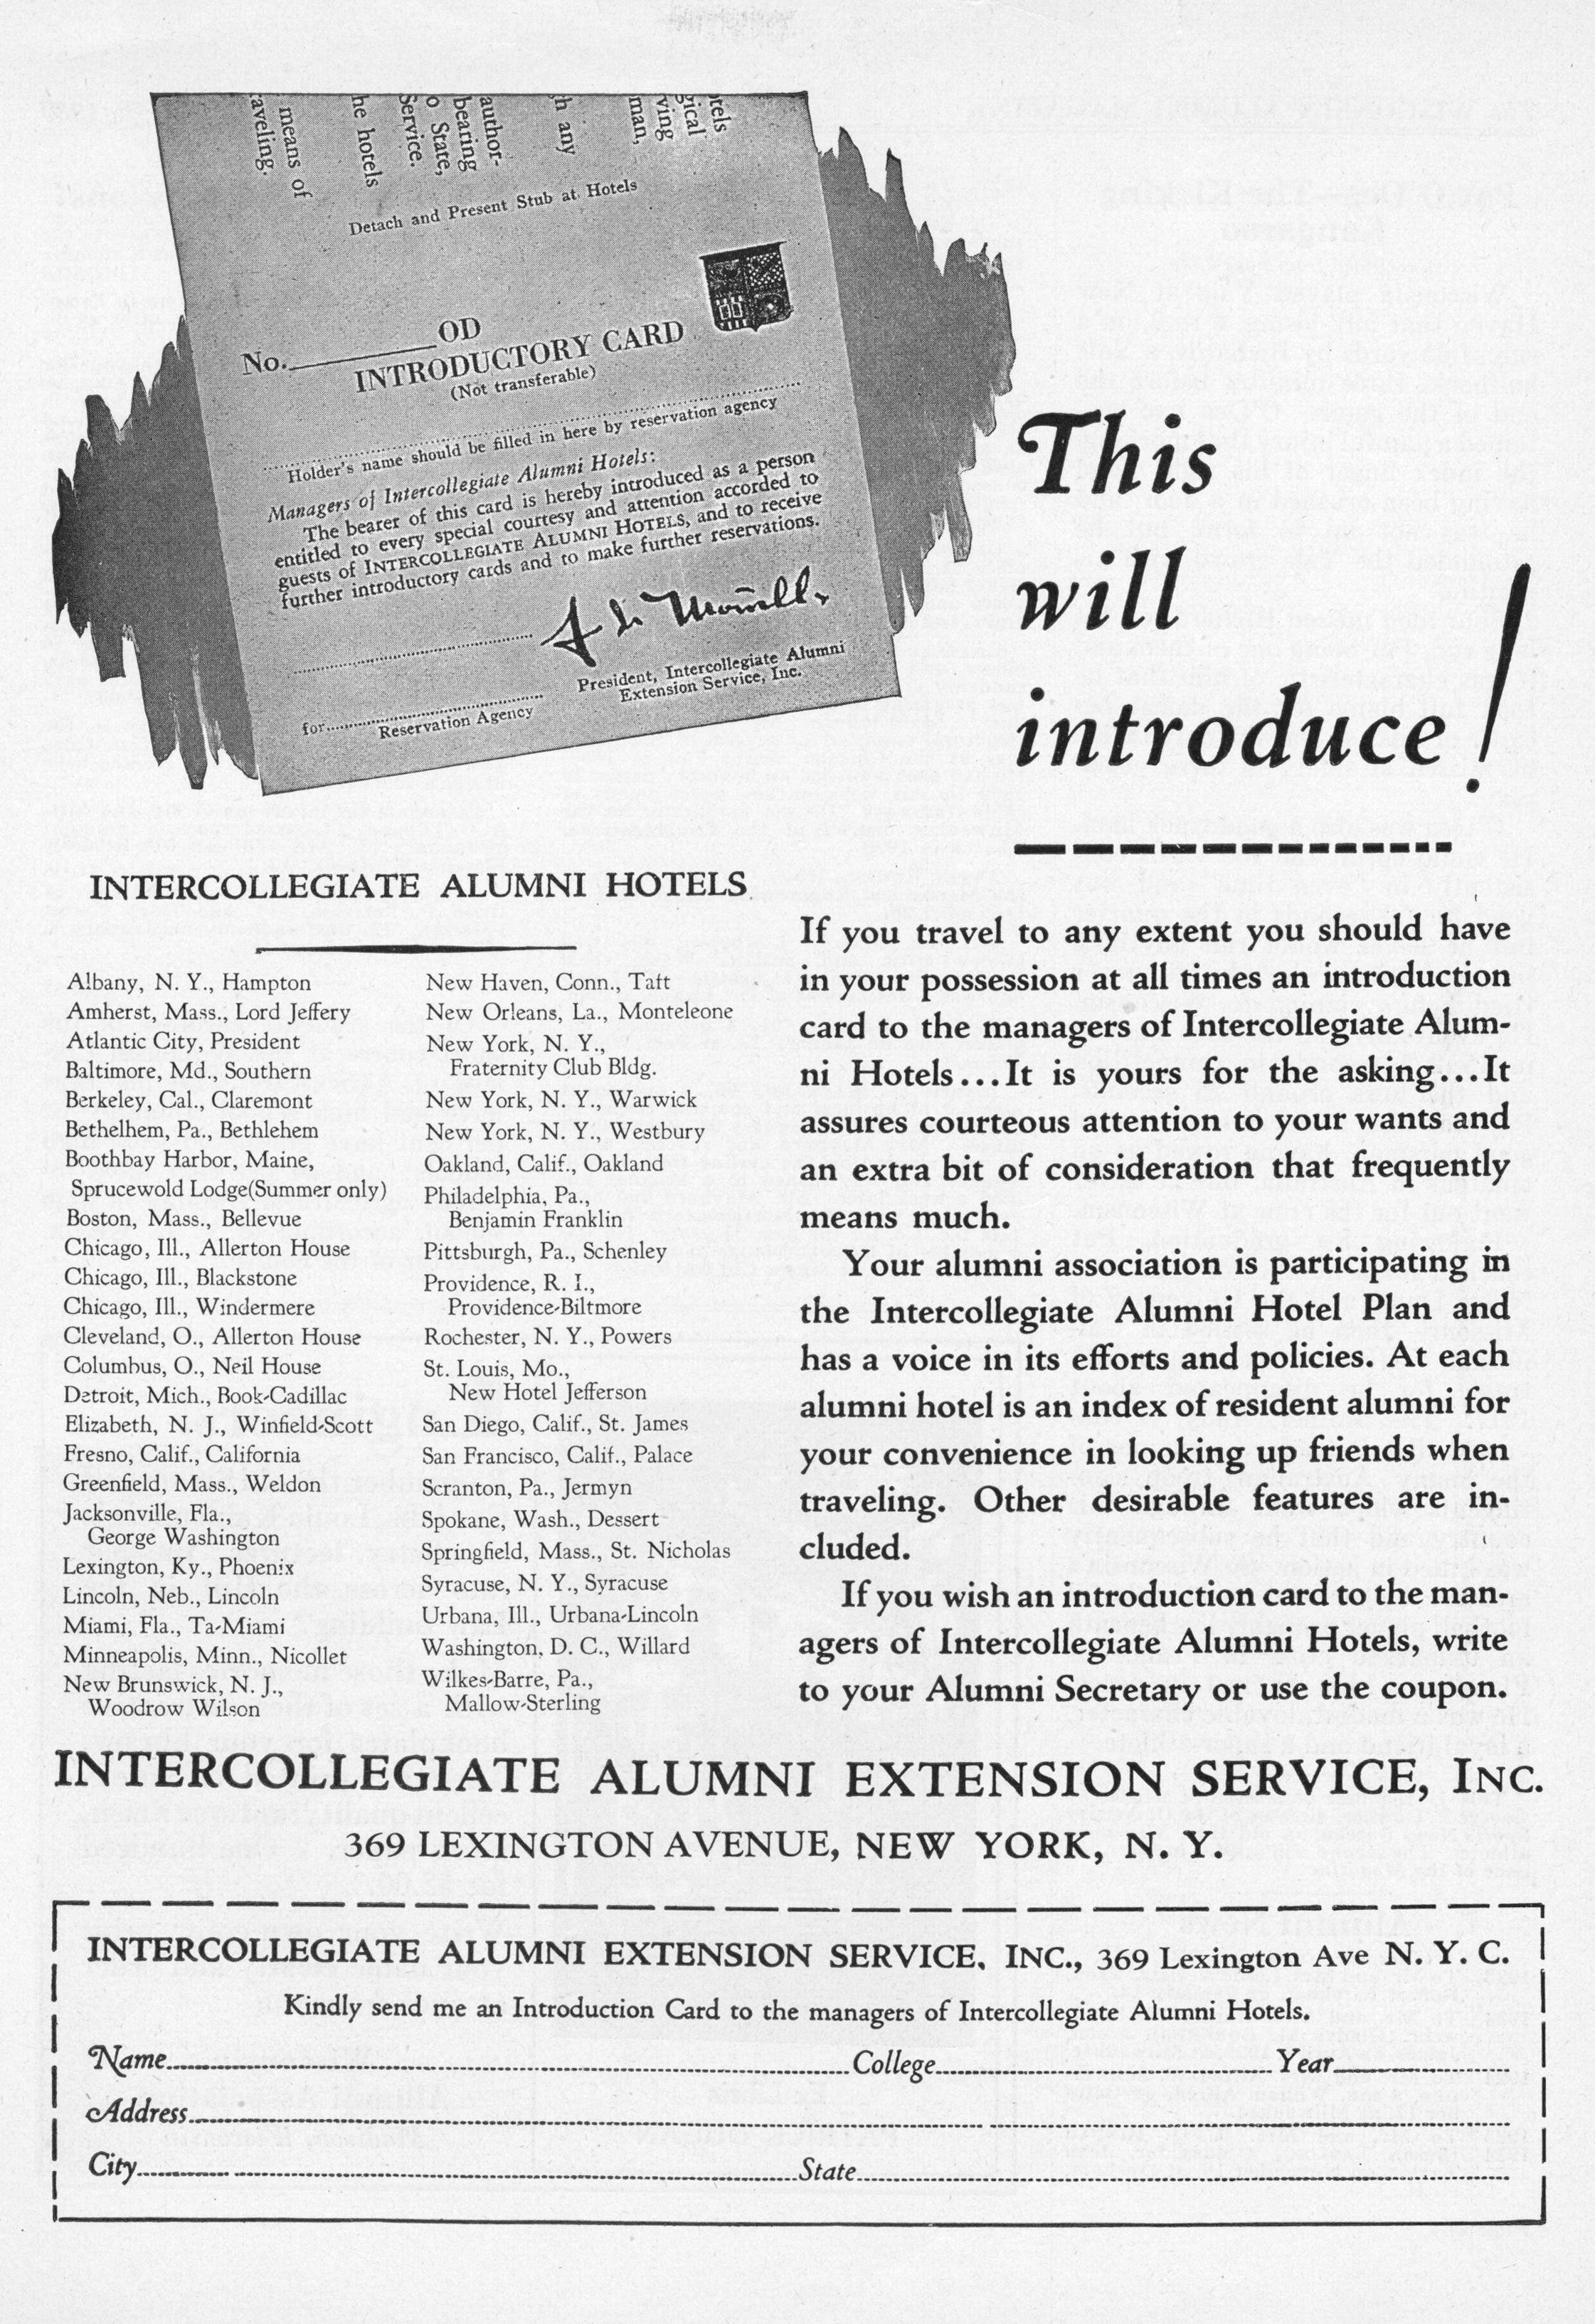 means of
aveling.
he hotels
author-
bearing
o State,
Service.
h any
otels
gical
ving
man,
Detach and Present Stub at Hotels
No. OD
INTRODUCTORY CARD
(Not transferable)
Holder's name should be filled in here by reservation agency
Managers of Intercollegiate Alumni Hotels:
The bearer of this card is hereby introduced as a person
entitled to every special courtesy and attention accorded to
guests of INTERCOLLEGIATE ALUMNI HOTELS, and to receive
further introductory cards and to make further reservations.
President, Intercollegiate Alumni
Extension Service, Inc.
for
Reservation Agency
This
will
introduce!
INTERCOLLEGIATE ALUMNI HOTELS
Albany, N. Y., Hampton
Amherst, Mass., Lord Jeffery
Atlantic City, President
Baltimore, Md., Southern
Berkeley, Cal., Claremont
Bethelhem, Pa., Bethlehem
Boothbay Harbor, Maine,
Sprucewold Lodge(Summer only)
Boston, Mass., Bellevue
Chicago, Ill., Allerton House
Chicago, Ill., Blackstone
Chicago, Ill., Windermere
Cleveland, O., Allerton House
Columbus, O., Neil House
Detroit, Mich., Book-Cadillac
Elizabeth, N. J., Winfield-Scott
Fresno, Calif., California
Greenfield, Mass., Weldon
Jacksonville, Fla.,
George Washington
Lexington, Ky., Phoenix
Lincoln, Neb., Lincoln
Miami, Fla., Ta-Miami
Minneapolis, Minn., Nicollet
New Brunswick, N. J.,
Woodrow Wilson
New Haven, Conn., Taft
New Orleans, La., Monteleone
New York, N. Y.,
Fraternity Club Bldg.
New York, N. Y., Warwick
New York, N. Y., Westbury
Oakland, Calif., Oakland
Philadelphia, Pa.,
Benjamin Franklin
Pittsburgh, Pa., Schenley
Providence, R. I.,
Providence-Biltmore
Rochester, N. Y., Powers
St. Louis, Mo.,
New Hotel Jefferson
San Diego, Calif., St. James
San Francisco, Calif., Palace
Scranton, Pa., Jermyn
Spokane, Wash., Dessert
Springfield, Mass., St. Nicholas
Syracuse, N. Y., Syracuse
Urbana, Ill., Urbana-Lincoln
Washington, D. C., Willard
Wilkes-Barre, Pa.,
Mallow-Sterling
If you travel to any extent you should have
in your possession at all times an introduction
card to the managers of Intercollegiate Alum-
ni Hotels...It is yours for the asking...It
assures courteous attention to your wants and
an extra bit of consideration that frequently
means much.
Your alumni association is participating in
the Intercollegiate Alumni Hotel Plan and
has a voice in its efforts and policies. At each
alumni hotel is an index of resident alumni for
your convenience in looking up friends when
traveling. Other desirable features are in-
cluded.
If you wish an introduction card to the man-
agers of Intercollegiate Alumni Hotels, write
to your Alumni Secretary or use the coupon.
INTERCOLLEGIATE ALUMNI EXTENSION SERVICE, INC.
369 LEXINGTON AVENUE, NEW YORK, N. Y.
INTERCOLLEGIATE ALUMNI EXTENSION SERVICE, INC., 369 Lexington Ave N. Y. C.
Kindly send me an Introduction Card to the managers of Intercollegiate Alumni Hotels.
Name College Year
Address
City State